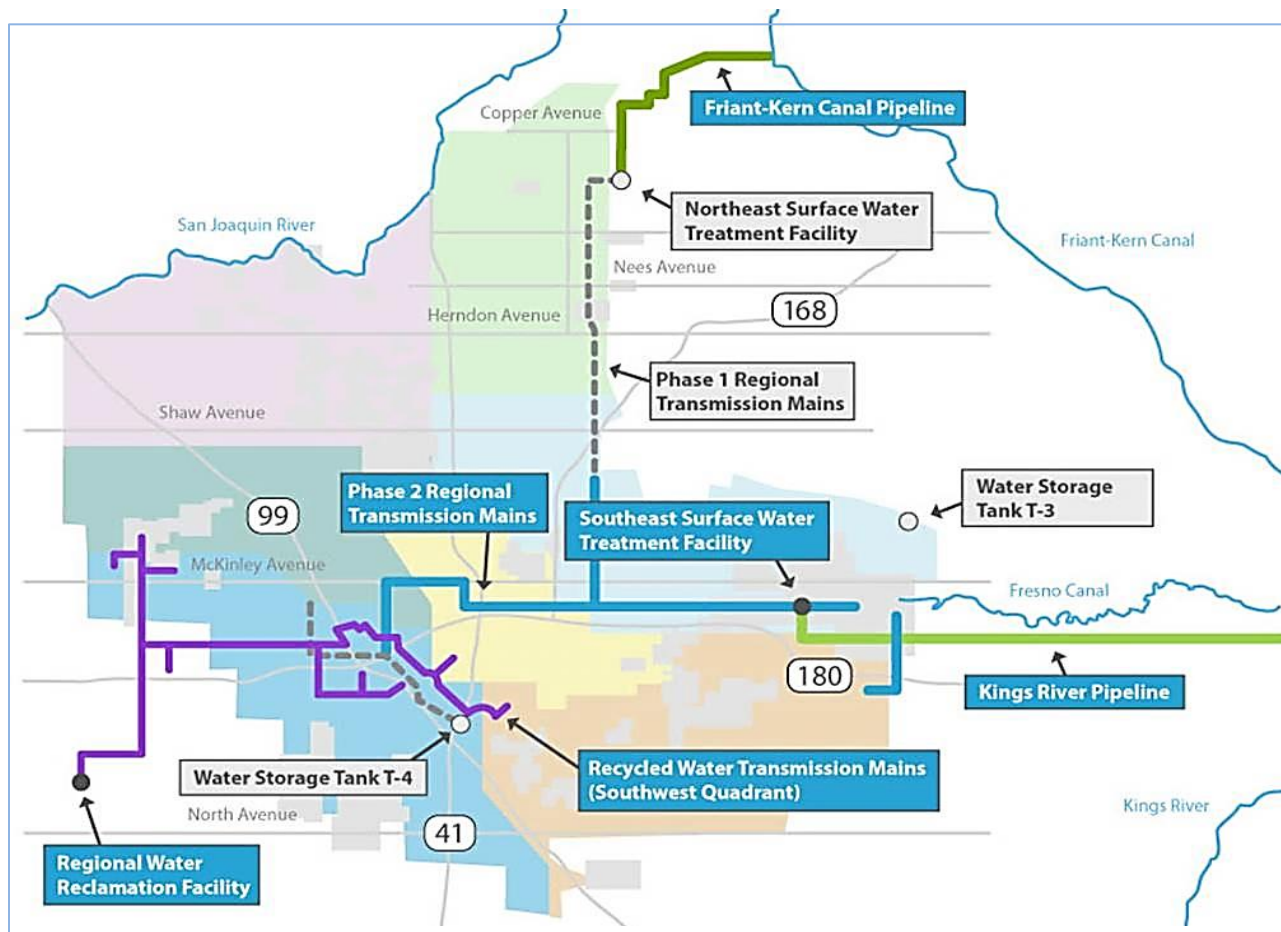 Copper Avenue
Friant-Kern Canal Pipeline
San Joaquin River
Northeast Surface Water
Treatment Facility
Friant-Kern Canal
Nees Avenue
168
Herndon Avenue
Phase 1 Regional
Transmission Mains
Shaw Avenue
Phase 2 Regional
Transmission Mains
99
Southeast Surface Water
Treatment Facility
Water Storage
Tank T-3
McKinley Avenue
Fresno Canal
180
Kings River Pipeline
Water Storage Tank T-4
Recycled Water Transmission Mains
(Southwest Quadrant)
North Avenue
41
Kings River
Regional Water
Reclamation Facility